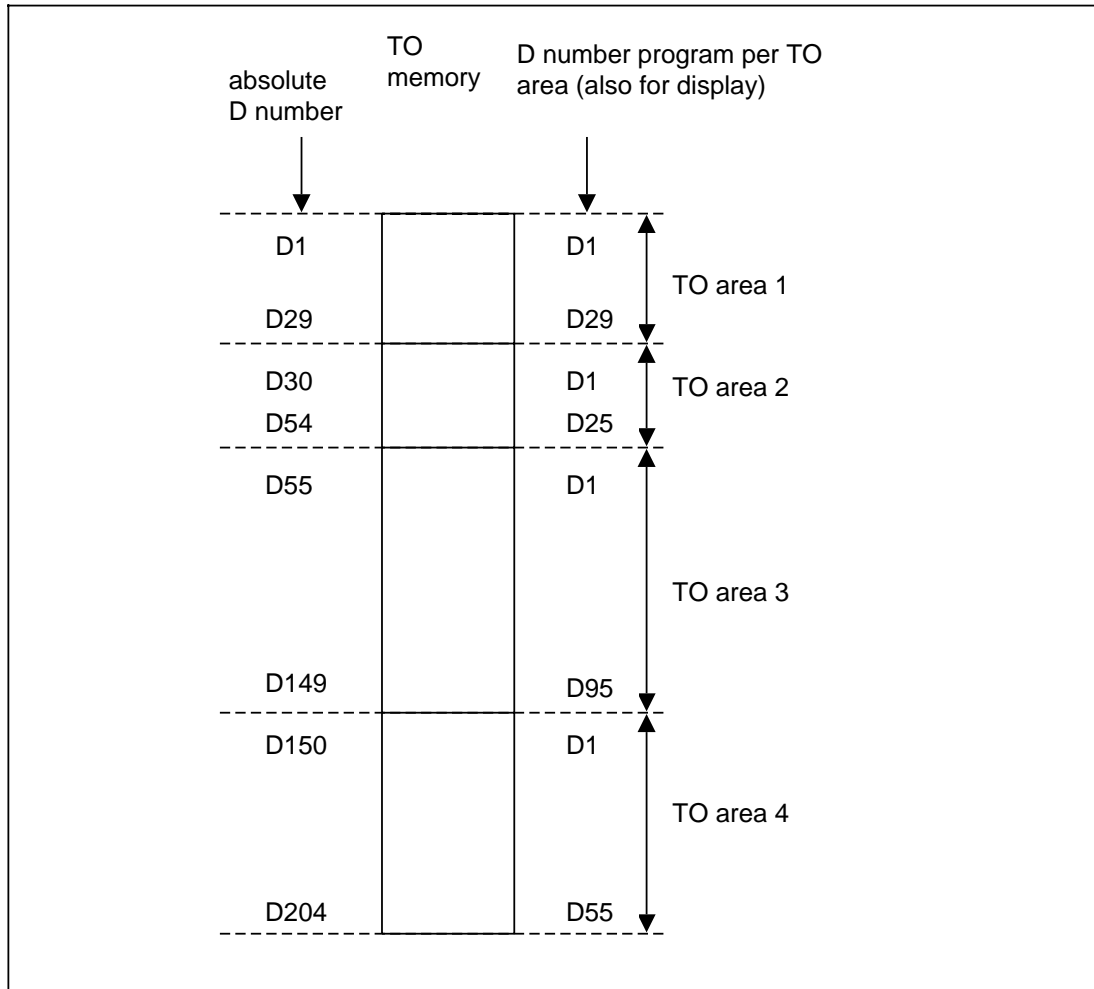 absolute
D number
TO
memory
D number program per TO
area (also for display)
D1
D1
TO area 1
D29
D29
D30
D1
TO area 2
D54
D25
D55
D1
TO area 3
D149
D95
D150
D1
TO area 4
D204
D55